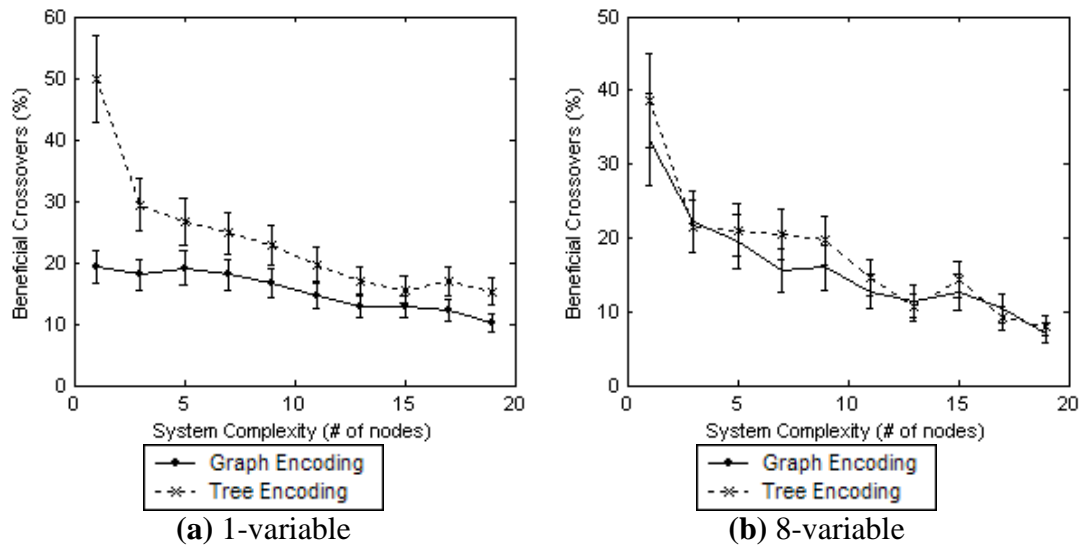 60
50
40
30
20
10
0
Beneficial Crossovers (%)
0 5 10 15 20
System Complexity (# of nodes)
Graph Encoding
Tree Encoding
(a) 1-variable
50
40
30
20
10
0
Beneficial Crossovers (%)
0 5 10 15 20
System Complexity (# of nodes)
Graph Encoding
Tree Encoding
(b) 8-variable